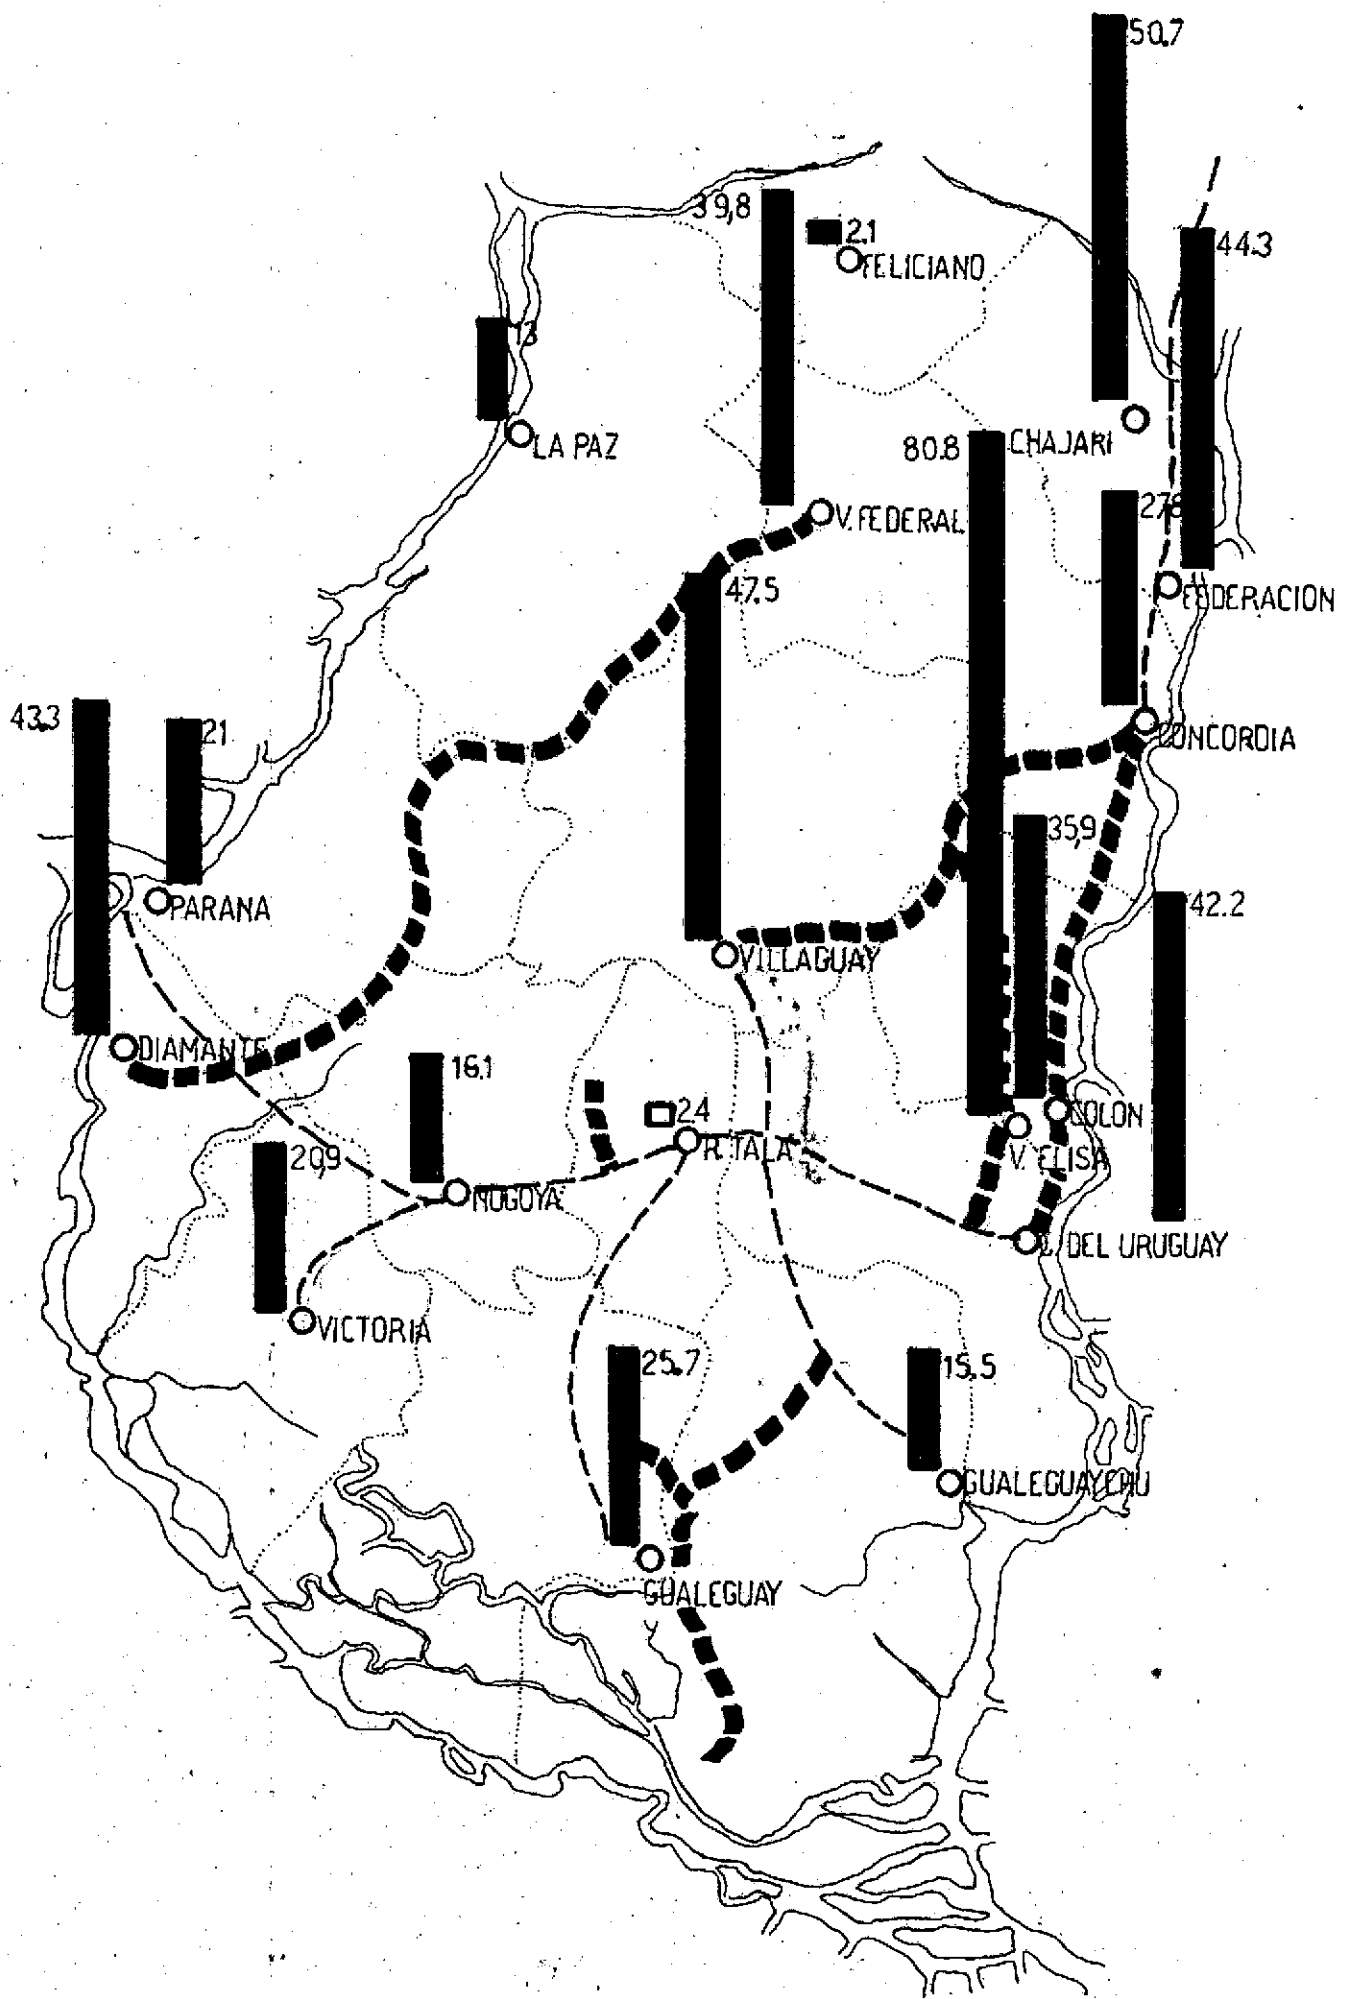 50.7
39,8
2.1
44.3
FELICIANO
13
LA PAZ
80.8
CHAJARI
27.8
V. FEDERAL
47.5
FEDERACION
43.3
21
CONCORDIA
35,9
PARANA
42.2
VILLAGUAY
DIAMANTE
16.1
24
COLON
R. TALA
V. ELISA
20,9
NOGOYA
C. DEL URUGUAY
VICTORIA
25.7
15.5
GUALEGUAYCHU
GUALEGUAY